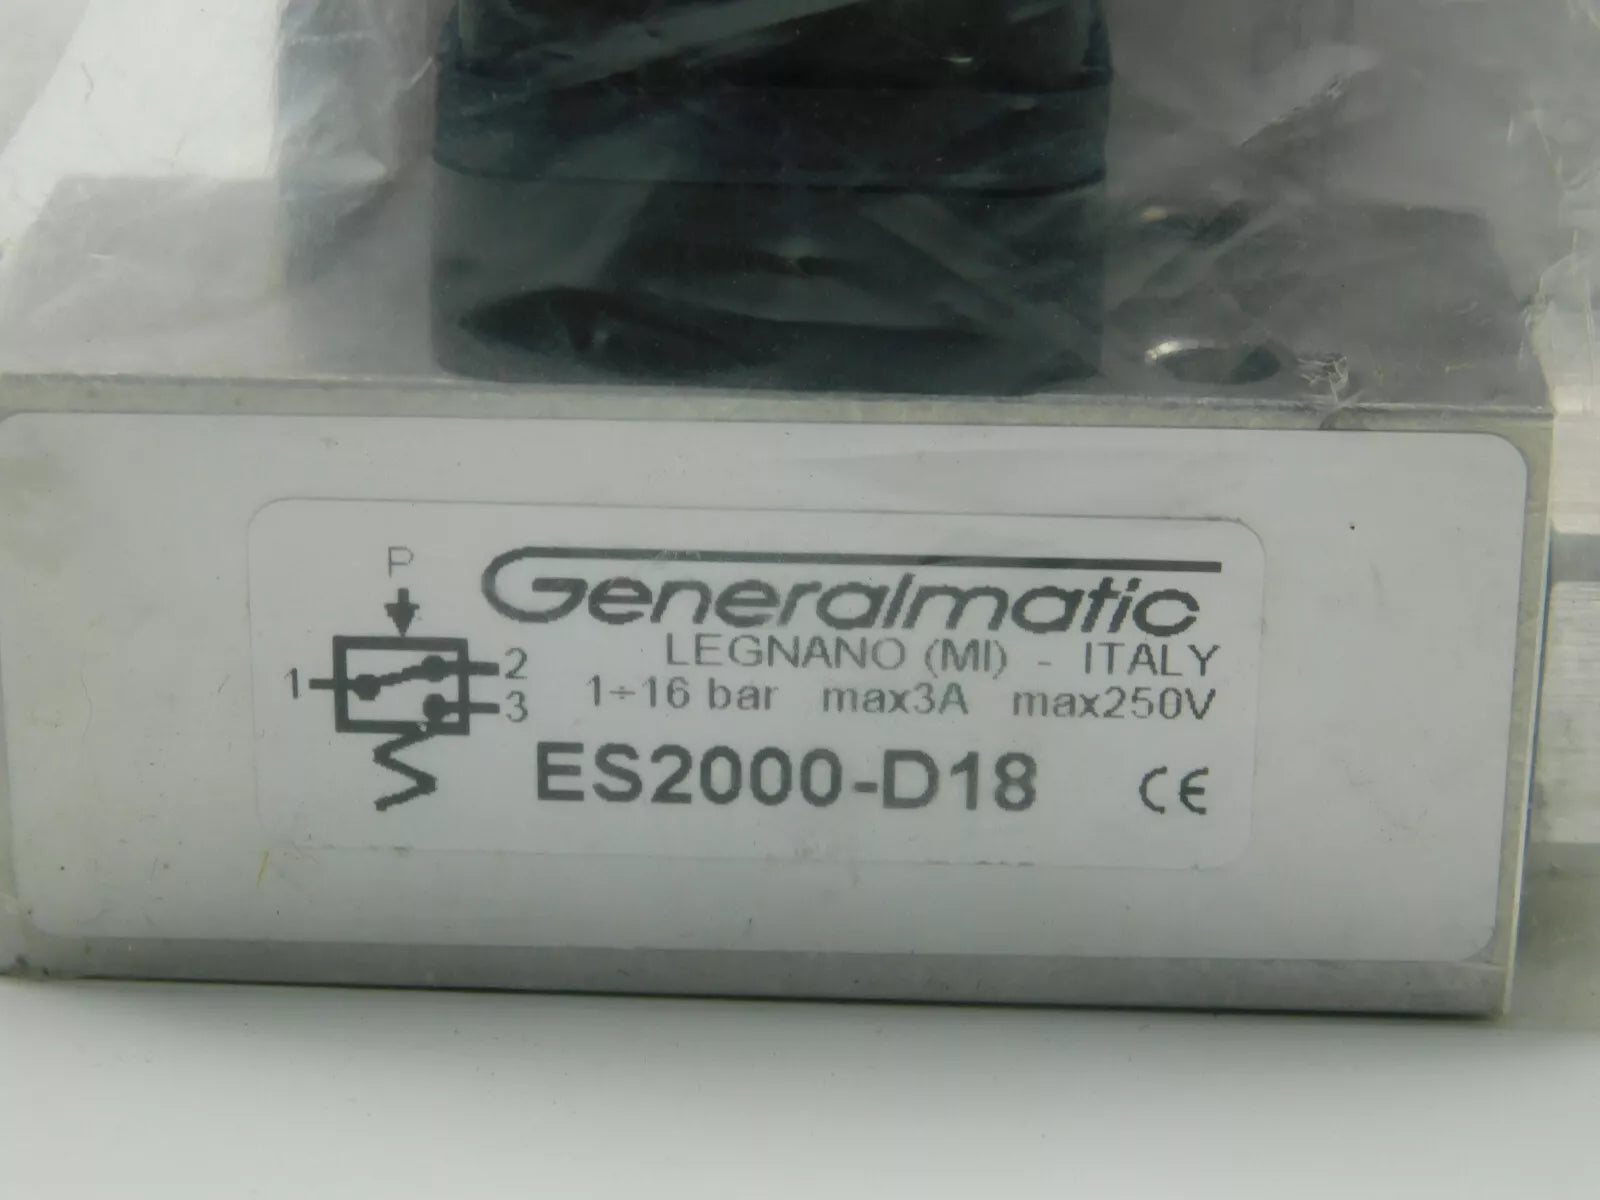 P
Generalmatic
LEGNANO (MI) - ITALY
1 2
1÷16 bar max3A max250V
3
ES2000-D18 CE